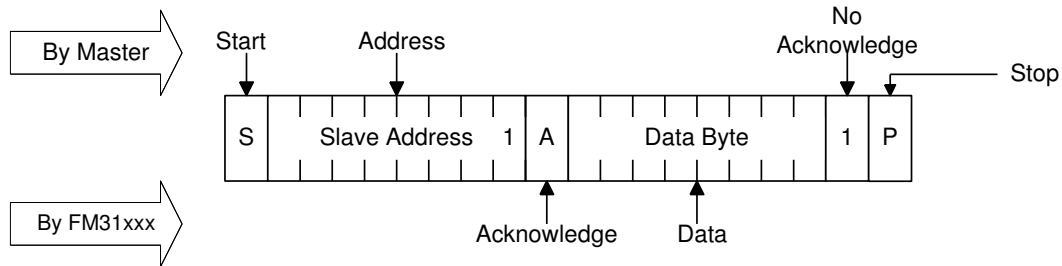 By Master
Start
Address
No
Acknowledge
Stop
S
Slave Address
1
A
Data Byte
1
P
By FM31xxx
Acknowledge
Data